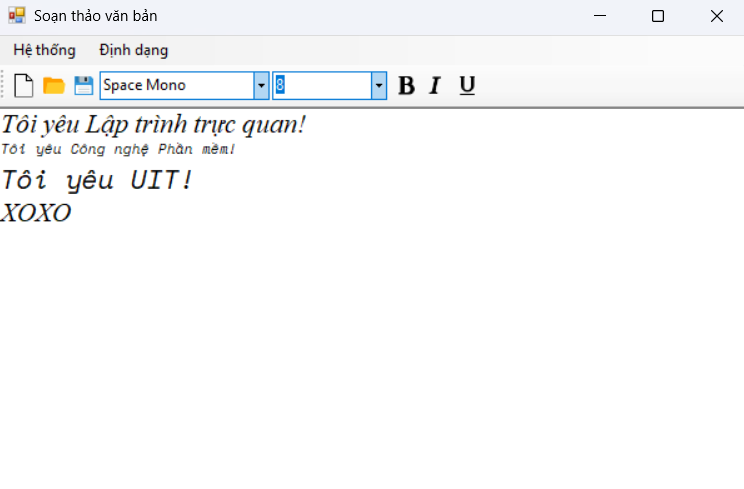 Soạn thảo văn bản
Hệ thống Định dạng
Space Mono 8 B I U
Tôi yêu Lập trình trực quan!
Tôi yêu Công nghệ Phần mềm!
Tôi yêu UIT!
XOXO